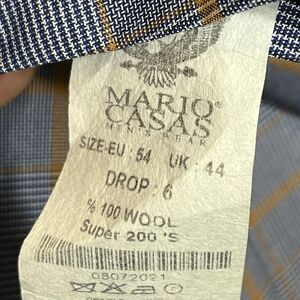 MARIO
CASAS
MEN'S WEAR
SIZE-EU : 54 UK : 44
DROP : 6
% 100 WOOL
Super 200 'S
08072021